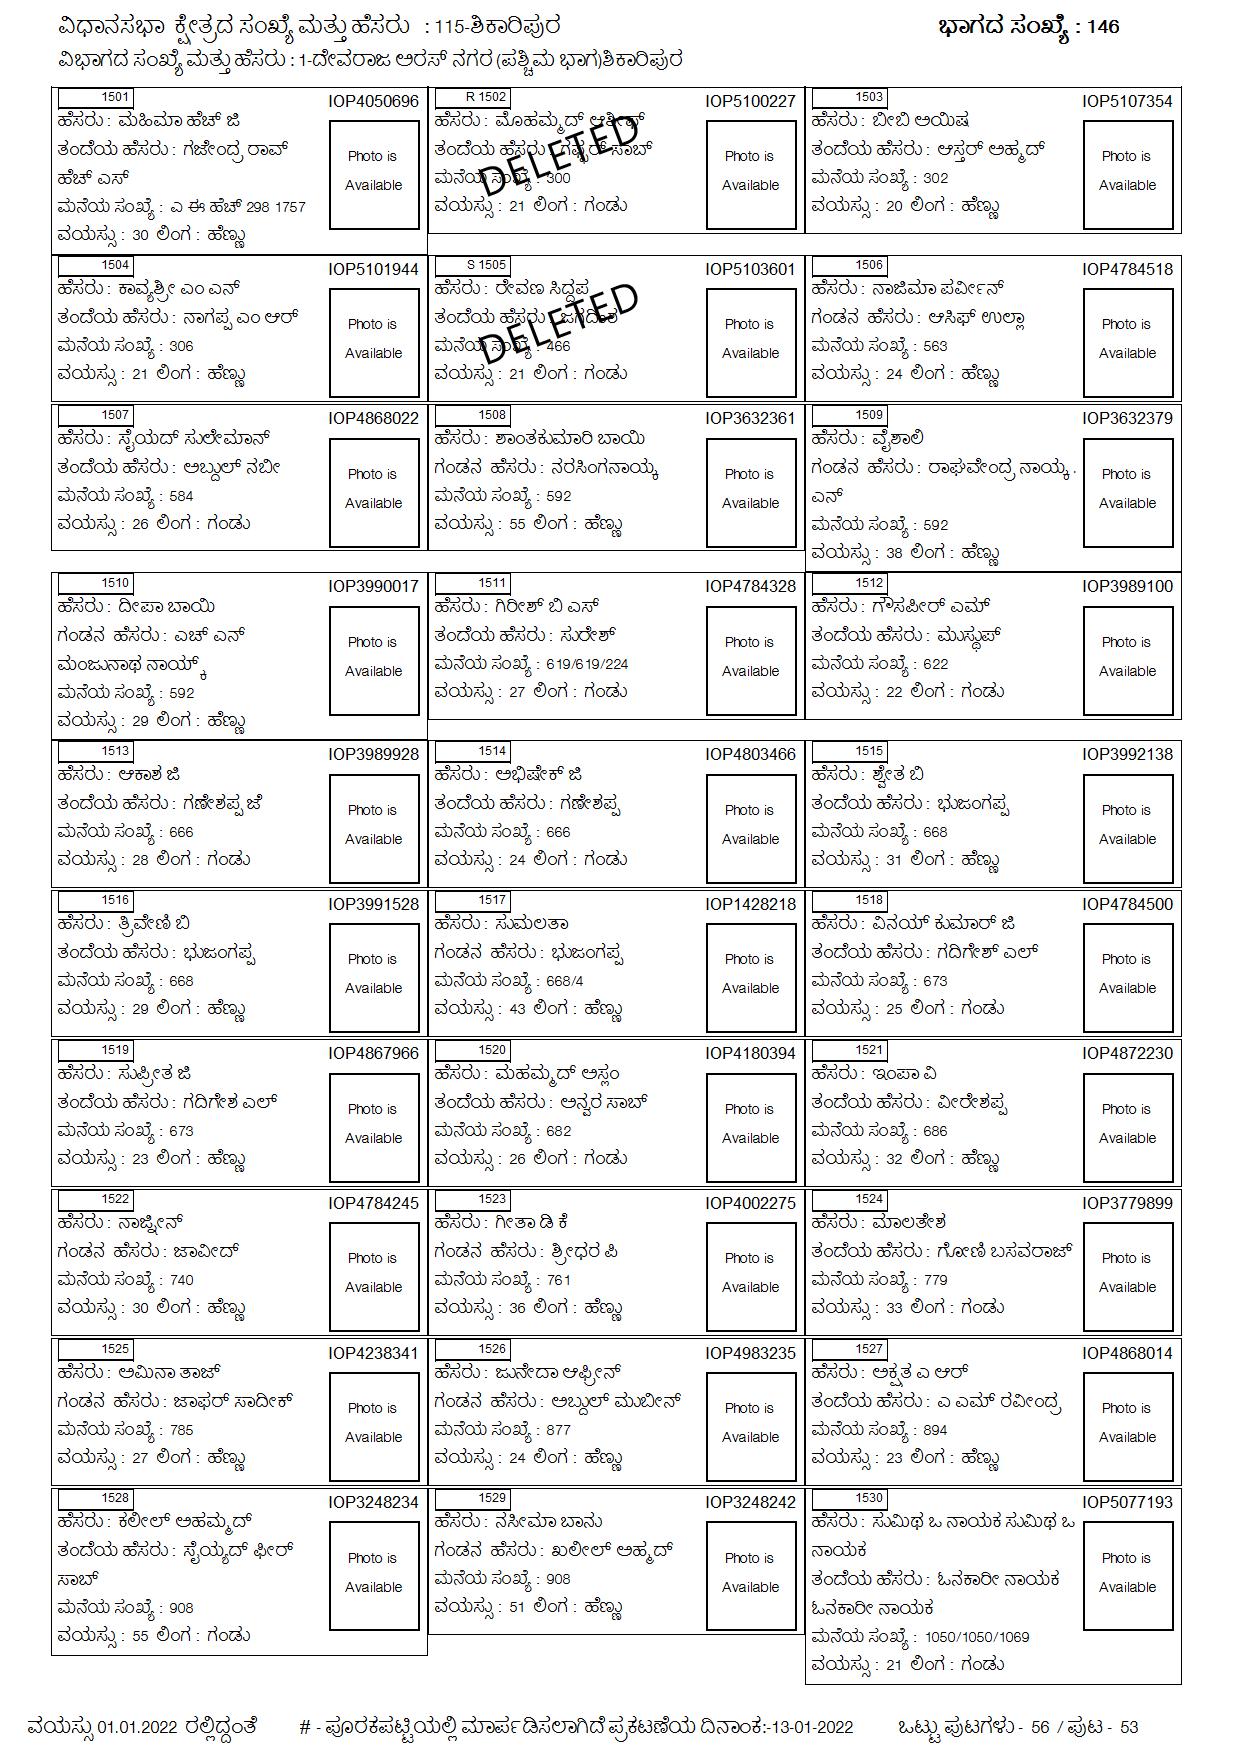 ವಿಧಾನಸಭಾ ಕ್ಷೇತ್ರದ ಸಂಖ್ಯೆ ಮತ್ತು ಹೆಸರು : 115-ಶಿಕಾರಿಪುರ ಭಾಗದ ಸಂಖ್ಯೆ : 146
ವಿಭಾಗದ ಸಂಖ್ಯೆ ಮತ್ತು ಹೆಸರು : 1-ದೇವರಾಜ ಅರಸ್ ನಗರ (ಪಶ್ಚಿಮ ಭಾಗ)ಶಿಕಾರಿಪುರ
1501 IOP4050696
ಹೆಸರು : ಮಹಿಮಾ ಹೆಚ್ ಜಿ
ತಂದೆಯ ಹೆಸರು : ಗಜೇಂದ್ರ ರಾವ್
ಹೆಚ್ ಎಸ್
ಮನೆಯ ಸಂಖ್ಯೆ : ಎ ಈ ಹೆಚ್ 298 1757
ವಯಸ್ಸು : 30 ಲಿಂಗ : ಹೆಣ್ಣು
Photo is
Available
R 1502 IOP5100227
ಹೆಸರು : ಮೊಹಮ್ಮದ್
ತಂದೆಯ ಹೆಸರು : ಸಾಬ್
ಮನೆಯ ಸಂಖ್ಯೆ : 300
ವಯಸ್ಸು : 21 ಲಿಂಗ : ಗಂಡು
Photo is
Available
DELETED
1503 IOP5107354
ಹೆಸರು : ಬೀಬಿ ಅಯಿಷ
ತಂದೆಯ ಹೆಸರು : ಆಸ್ತರ್ ಅಹ್ಮದ್
ಮನೆಯ ಸಂಖ್ಯೆ : 302
ವಯಸ್ಸು : 20 ಲಿಂಗ : ಹೆಣ್ಣು
Photo is
Available
1504 IOP5101944
ಹೆಸರು : ಕಾವ್ಯಶ್ರೀ ಎಂ ಎನ್
ತಂದೆಯ ಹೆಸರು : ನಾಗಪ್ಪ ಎಂ ಆರ್
ಮನೆಯ ಸಂಖ್ಯೆ : 306
ವಯಸ್ಸು : 21 ಲಿಂಗ : ಹೆಣ್ಣು
Photo is
Available
S 1505 IOP5103601
ಹೆಸರು : ರೇವಣ ಸಿದ್ದಪ
ತಂದೆಯ ಹೆಸರು : ಜಗದೀಶ
ಮನೆಯ ಸಂಖ್ಯೆ : 466
ವಯಸ್ಸು : 21 ಲಿಂಗ : ಗಂಡು
Photo is
Available
DELETED
1506 IOP4784518
ಹೆಸರು : ನಾಜಿಮಾ ಪರ್ವೀನ್
ಗಂಡನ ಹೆಸರು : ಆಸಿಫ್ ಉಲ್ಲಾ
ಮನೆಯ ಸಂಖ್ಯೆ : 563
ವಯಸ್ಸು : 24 ಲಿಂಗ : ಹೆಣ್ಣು
Photo is
Available
1507 IOP4868022
ಹೆಸರು : ಸೈಯದ್ ಸುಲೇಮಾನ್
ತಂದೆಯ ಹೆಸರು : ಅಬ್ದುಲ್ ನಬೀ
ಮನೆಯ ಸಂಖ್ಯೆ : 584
ವಯಸ್ಸು : 26 ಲಿಂಗ : ಗಂಡು
Photo is
Available
1508 IOP3632361
ಹೆಸರು : ಶಾಂತಕುಮಾರಿ ಬಾಯಿ
ಗಂಡನ ಹೆಸರು : ನರಸಿಂಗನಾಯ್ಕ
ಮನೆಯ ಸಂಖ್ಯೆ : 592
ವಯಸ್ಸು : 55 ಲಿಂಗ : ಹೆಣ್ಣು
Photo is
Available
1509 IOP3632379
ಹೆಸರು : ವೈಶಾಲಿ
ಗಂಡನ ಹೆಸರು : ರಾಘವೇಂದ್ರ ನಾಯ್ಕ .
ಎನ್
ಮನೆಯ ಸಂಖ್ಯೆ : 592
ವಯಸ್ಸು : 38 ಲಿಂಗ : ಹೆಣ್ಣು
Photo is
Available
1510 IOP3990017
ಹೆಸರು : ದೀಪಾ ಬಾಯಿ
ಗಂಡನ ಹೆಸರು : ಎಚ್ ಎನ್
ಮಂಜುನಾಥ ನಾಯ್ಕ್
ಮನೆಯ ಸಂಖ್ಯೆ : 592
ವಯಸ್ಸು : 29 ಲಿಂಗ : ಹೆಣ್ಣು
Photo is
Available
1511 IOP4784328
ಹೆಸರು : ಗಿರೀಶ್ ಬಿ ಎಸ್
ತಂದೆಯ ಹೆಸರು : ಸುರೇಶ್
ಮನೆಯ ಸಂಖ್ಯೆ : 619/619/224
ವಯಸ್ಸು : 27 ಲಿಂಗ : ಗಂಡು
Photo is
Available
1512 IOP3989100
ಹೆಸರು : ಗೌಸಪೀರ್ ಎಮ್
ತಂದೆಯ ಹೆಸರು : ಮುಸ್ಥುಫ್
ಮನೆಯ ಸಂಖ್ಯೆ : 622
ವಯಸ್ಸು : 22 ಲಿಂಗ : ಗಂಡು
Photo is
Available
1513 IOP3989928
ಹೆಸರು : ಆಕಾಶ ಜಿ
ತಂದೆಯ ಹೆಸರು : ಗಣೇಶಪ್ಪ ಜೆ
ಮನೆಯ ಸಂಖ್ಯೆ : 666
ವಯಸ್ಸು : 28 ಲಿಂಗ : ಗಂಡು
Photo is
Available
1514 IOP4803466
ಹೆಸರು : ಅಭಿಷೇಕ್ ಜಿ
ತಂದೆಯ ಹೆಸರು : ಗಣೇಶಪ್ಪ
ಮನೆಯ ಸಂಖ್ಯೆ : 666
ವಯಸ್ಸು : 24 ಲಿಂಗ : ಗಂಡು
Photo is
Available
1515 IOP3992138
ಹೆಸರು : ಶ್ವೇತ ಬಿ
ತಂದೆಯ ಹೆಸರು : ಭುಜಂಗಪ್ಪ
ಮನೆಯ ಸಂಖ್ಯೆ : 668
ವಯಸ್ಸು : 31 ಲಿಂಗ : ಹೆಣ್ಣು
Photo is
Available
1516 IOP3991528
ಹೆಸರು : ತ್ರಿವೇಣಿ ಬಿ
ತಂದೆಯ ಹೆಸರು : ಭುಜಂಗಪ್ಪ
ಮನೆಯ ಸಂಖ್ಯೆ : 668
ವಯಸ್ಸು : 29 ಲಿಂಗ : ಹೆಣ್ಣು
Photo is
Available
1517 IOP1428218
ಹೆಸರು : ಸುಮಲತಾ
ಗಂಡನ ಹೆಸರು : ಭುಜಂಗಪ್ಪ
ಮನೆಯ ಸಂಖ್ಯೆ : 668/4
ವಯಸ್ಸು : 43 ಲಿಂಗ : ಹೆಣ್ಣು
Photo is
Available
1518 IOP4784500
ಹೆಸರು : ವಿನಯ್ ಕುಮಾರ್ ಜಿ
ತಂದೆಯ ಹೆಸರು : ಗದಿಗೇಶ್ ಎಲ್
ಮನೆಯ ಸಂಖ್ಯೆ : 673
ವಯಸ್ಸು : 25 ಲಿಂಗ : ಗಂಡು
Photo is
Available
1519 IOP4867966
ಹೆಸರು : ಸುಪ್ರೀತ ಜಿ
ತಂದೆಯ ಹೆಸರು : ಗದಿಗೇಶ ಎಲ್
ಮನೆಯ ಸಂಖ್ಯೆ : 673
ವಯಸ್ಸು : 23 ಲಿಂಗ : ಹೆಣ್ಣು
Photo is
Available
1520 IOP4180394
ಹೆಸರು : ಮಹಮ್ಮದ್ ಅಸ್ಲಂ
ತಂದೆಯ ಹೆಸರು : ಅನ್ವರ ಸಾಬ್
ಮನೆಯ ಸಂಖ್ಯೆ : 682
ವಯಸ್ಸು : 26 ಲಿಂಗ : ಗಂಡು
Photo is
Available
1521 IOP4872230
ಹೆಸರು : ಇಂಪಾ ವಿ
ತಂದೆಯ ಹೆಸರು : ವೀರೇಶಪ್ಪ
ಮನೆಯ ಸಂಖ್ಯೆ : 686
ವಯಸ್ಸು : 32 ಲಿಂಗ : ಹೆಣ್ಣು
Photo is
Available
1522 IOP4784245
ಹೆಸರು : ನಾಜ್ನೀನ್
ಗಂಡನ ಹೆಸರು : ಜಾವೀದ್
ಮನೆಯ ಸಂಖ್ಯೆ : 740
ವಯಸ್ಸು : 30 ಲಿಂಗ : ಹೆಣ್ಣು
Photo is
Available
1523 IOP4002275
ಹೆಸರು : ಗೀತಾ ಡಿ ಕೆ
ಗಂಡನ ಹೆಸರು : ಶ್ರೀಧರ ಪಿ
ಮನೆಯ ಸಂಖ್ಯೆ : 761
ವಯಸ್ಸು : 36 ಲಿಂಗ : ಹೆಣ್ಣು
Photo is
Available
1524 IOP3779899
ಹೆಸರು : ಮಾಲತೇಶ
ತಂದೆಯ ಹೆಸರು : ಗೋಣಿ ಬಸವರಾಜ್
ಮನೆಯ ಸಂಖ್ಯೆ : 779
ವಯಸ್ಸು : 33 ಲಿಂಗ : ಗಂಡು
Photo is
Available
1525 IOP4238341
ಹೆಸರು : ಅಮಿನಾ ತಾಜ್
ಗಂಡನ ಹೆಸರು : ಜಾಫರ್ ಸಾದೀಕ್
ಮನೆಯ ಸಂಖ್ಯೆ : 785
ವಯಸ್ಸು : 27 ಲಿಂಗ : ಹೆಣ್ಣು
Photo is
Available
1526 IOP4983235
ಹೆಸರು : ಜುನೇದಾ ಆಫ್ರೀನ್
ಗಂಡನ ಹೆಸರು : ಅಬ್ದುಲ್ ಮುಬೀನ್
ಮನೆಯ ಸಂಖ್ಯೆ : 877
ವಯಸ್ಸು : 24 ಲಿಂಗ : ಹೆಣ್ಣು
Photo is
Available
1527 IOP4868014
ಹೆಸರು : ಅಕ್ಷತ ಎ ಆರ್
ತಂದೆಯ ಹೆಸರು : ಎ ಎಮ್ ರವೀಂದ್ರ
ಮನೆಯ ಸಂಖ್ಯೆ : 894
ವಯಸ್ಸು : 23 ಲಿಂಗ : ಹೆಣ್ಣು
Photo is
Available
1528 IOP3248234
ಹೆಸರು : ಕಲೀಲ್ ಅಹಮ್ಮದ್
ತಂದೆಯ ಹೆಸರು : ಸೈಯ್ಯದ್ ಫೀರ್
ಸಾಬ್
ಮನೆಯ ಸಂಖ್ಯೆ : 908
ವಯಸ್ಸು : 55 ಲಿಂಗ : ಗಂಡು
Photo is
Available
1529 IOP3248242
ಹೆಸರು : ನಸೀಮಾ ಬಾನು
ಗಂಡನ ಹೆಸರು : ಖಲೀಲ್ ಅಹ್ಮದ್
ಮನೆಯ ಸಂಖ್ಯೆ : 908
ವಯಸ್ಸು : 51 ಲಿಂಗ : ಹೆಣ್ಣು
Photo is
Available
1530 IOP5077193
ಹೆಸರು : ಸುಮಿಥ ಒ ನಾಯಕ ಸುಮಿಥ ಒ
ನಾಯಕ
ತಂದೆಯ ಹೆಸರು : ಓನಕಾರೀ ನಾಯಕ
ಓನಕಾರೀ ನಾಯಕ
ಮನೆಯ ಸಂಖ್ಯೆ : 1050/1050/1069
ವಯಸ್ಸು : 21 ಲಿಂಗ : ಗಂಡು
Photo is
Available
ವಯಸ್ಸು 01.01.2022 ರಲ್ಲಿದ್ದಂತೆ # - ಪೂರಕಪಟ್ಟಿಯಲ್ಲಿ ಮಾರ್ಪಡಿಸಲಾಗಿದೆ ಪ್ರಕಟಣೆಯ ದಿನಾಂಕ:-13-01-2022 ಒಟ್ಟು ಪುಟಗಳು - 56 / ಪುಟ - 53